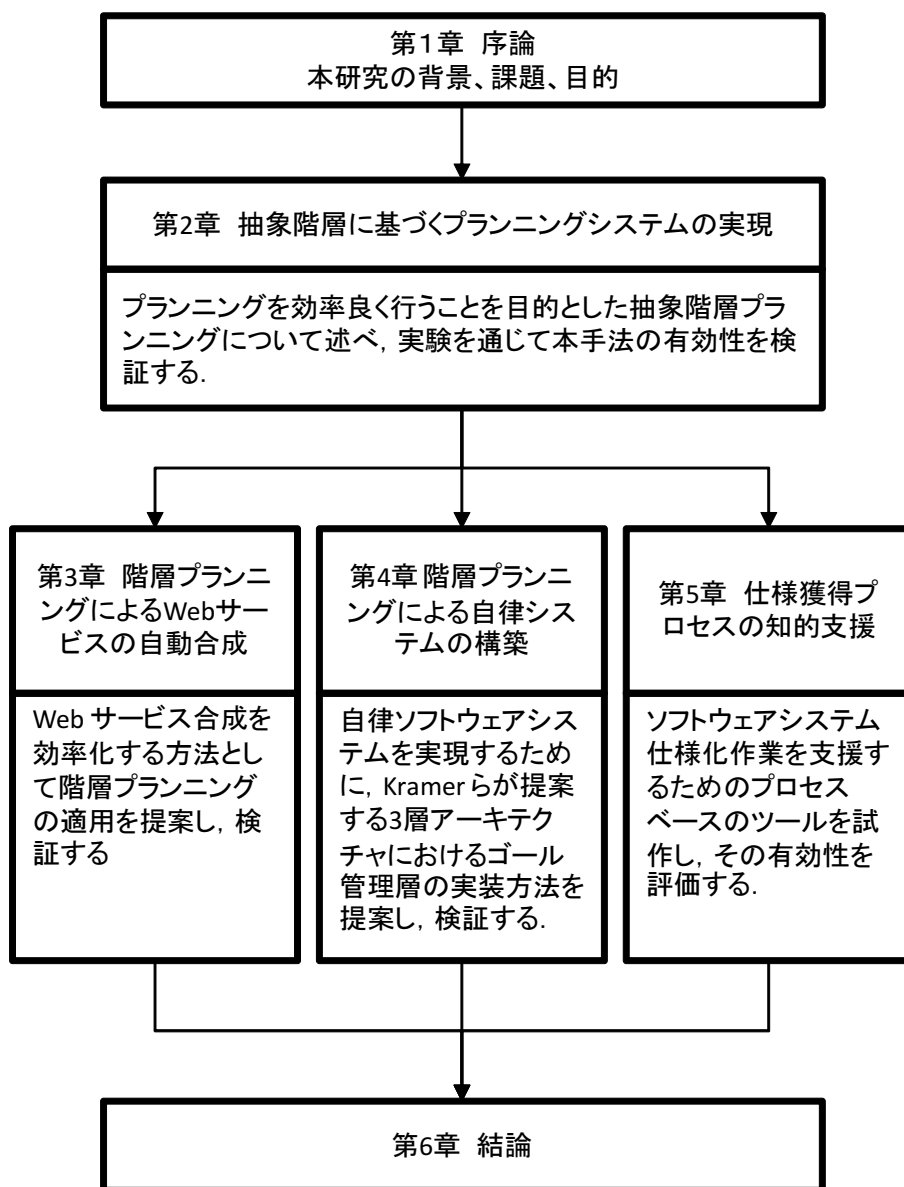 第1章 序論
本研究の背景、課題、目的
第2章 抽象階層に基づくプランニングシステムの実現
プランニングを効率良く行うことを目的とした抽象階層プラ
ンニングについて述べ, 実験を通じて本手法の有効性を検
証する.
第3章 階層プランニ
ングによるWebサー
ビスの自動合成
Web サービス合成を
効率化する方法とし
て階層プランニング
の適用を提案し, 検
証する
第4章 階層プランニ
ングによる自律シス
テムの構築
自律ソフトウェアシス
テムを実現するため
に, Kramer らが提案
する3層アーキテク
チャにおけるゴール
管理層の実装方法を
提案し, 検証する.
第5章 仕様獲得プ
ロセスの知的支援
ソフトウェアシステム
仕様化作業を支援す
るためのプロセス
ベースのツールを試
作し, その有効性を
評価する.
第6章 結論